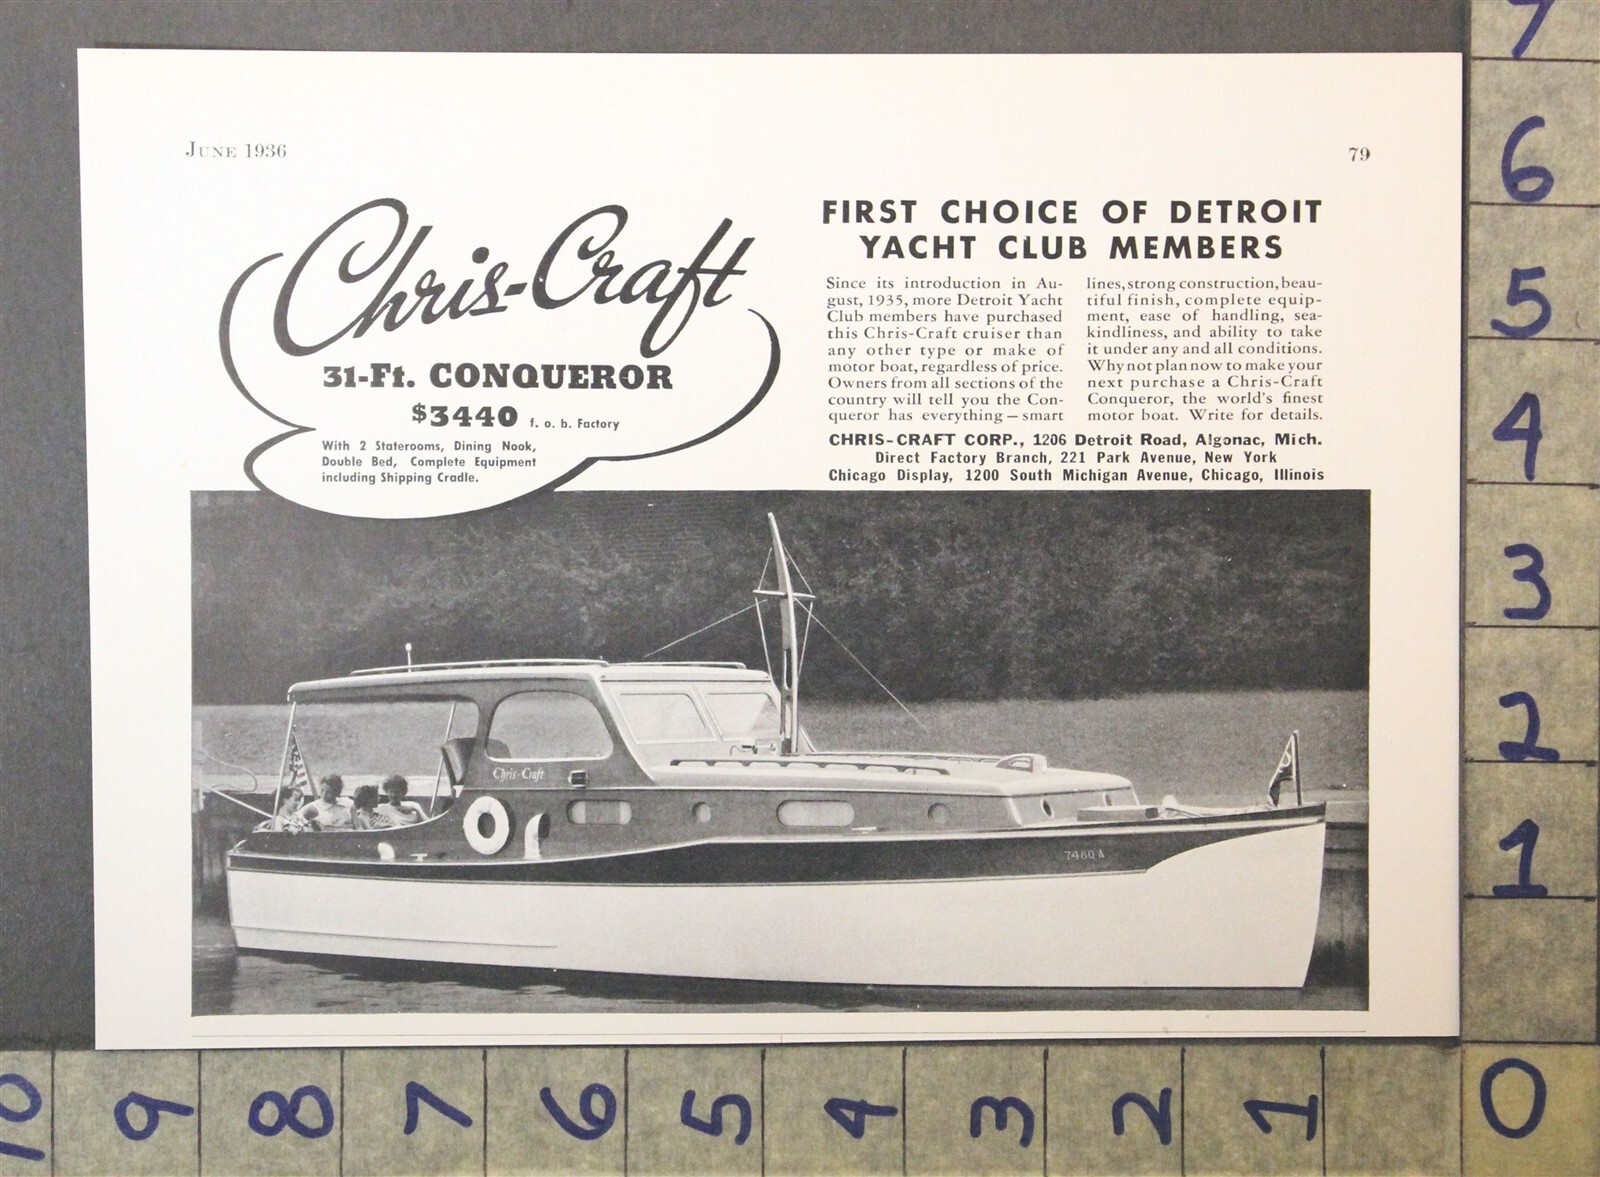 JUNE 1936
79
Chris-Craft
31-Ft. CONQUEROR
$3440 f. o. b. Factory
With 2 Staterooms, Dining Nook,
Double Bed, Complete Equipment
including Shipping Cradle.
FIRST CHOICE OF DETROIT
YACHT CLUB MEMBERS
Since its introduction in Au-
gust, 1935, more Detroit Yacht
Club members have purchased
this Chris-Craft cruiser than
any other type or make of
motor boat, regardless of price.
Owners from all sections of the
country will tell you the Con-
queror has everything — smart
lines, strong construction, beau-
tiful finish, complete equip-
ment, ease of handling, sea-
kindliness, and ability to take
it under any and all conditions.
Why not plan now to make your
next purchase a Chris-Craft
Conqueror, the world's finest
motor boat. Write for details.
CHRIS-CRAFT CORP., 1206 Detroit Road, Algonac, Mich.
Direct Factory Branch, 221 Park Avenue, New York
Chicago Display, 1200 South Michigan Avenue, Chicago, Illinois
Chris-Craft
7480 A
7
6
5
4
3
2
1
0
10 9 8 7 6 5 4 3 2 1